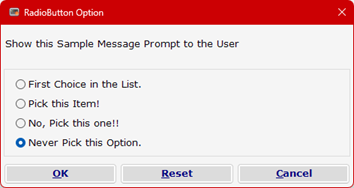 RadioButton Option
Show this Sample Message Prompt to the User
First Choice in the List.
Pick this Item!
No, Pick this one!!
Never Pick this Option.
OK Reset Cancel